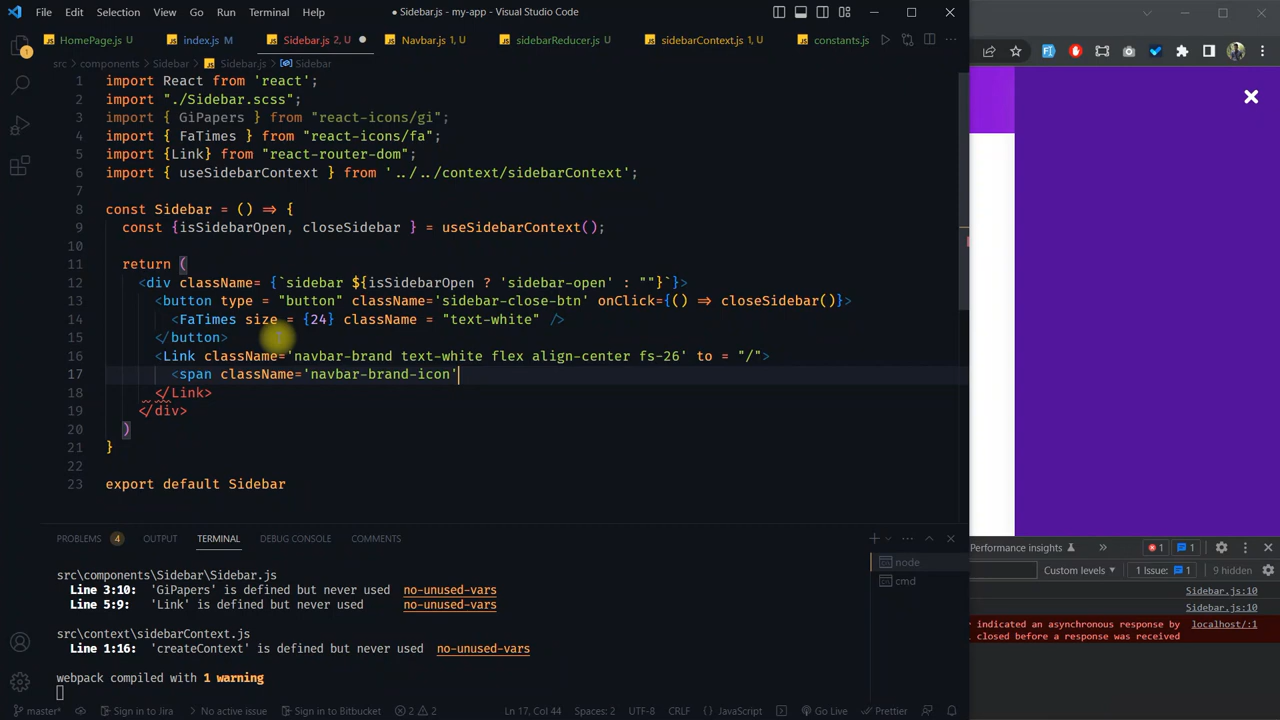 File Edit Selection View Go Run Terminal Help
● Sidebar.js - my-app - Visual Studio Code
HomePage.js U index.js M Sidebar.js 2, U ● Navbar.js 1, U sidebarReducer.js U sidebarContext.js 1, U constants.js
src > components > Sidebar > Sidebar.js > Sidebar
1 import React from 'react';
2 import "./Sidebar.scss";
3 import { GiPapers } from "react-icons/gi";
4 import { FaTimes } from "react-icons/fa";
5 import {Link} from "react-router-dom";
6 import { useSidebarContext } from '../../context/sidebarContext';
7
8 const Sidebar = () => {
9 const {isSidebarOpen, closeSidebar } = useSidebarContext();
10
11 return (
12 <div className= {`sidebar ${isSidebarOpen ? 'sidebar-open' : ""}`}>
13 <button type = "button" className='sidebar-close-btn' onClick={() => closeSidebar()}>
14 <FaTimes size = {24} className = "text-white" />
15 </button>
16 <Link className='navbar-brand text-white flex align-center fs-26' to = "/">
17 <span className='navbar-brand-icon'
18 </Link>
19 </div>
20 )
21 }
22
23 export default Sidebar
PROBLEMS 4 OUTPUT TERMINAL DEBUG CONSOLE COMMENTS
node
cmd
src\components\Sidebar\Sidebar.js
Line 3:10: 'GiPapers' is defined but never used no-unused-vars
Line 5:9: 'Link' is defined but never used no-unused-vars
src\context\sidebarContext.js
Line 1:16: 'createContext' is defined but never used no-unused-vars
webpack compiled with 1 warning
master* Sign in to Jira No active issue Sign in to Bitbucket 2 2 Ln 17, Col 44 Spaces: 2 UTF-8 CRLF JavaScript Go Live Prettier
Performance insights 1 1
Custom levels 1 Issue: 1 9 hidden
Sidebar.js:10
Sidebar.js:10
indicated an asynchronous response by localhost/:1
closed before a response was received